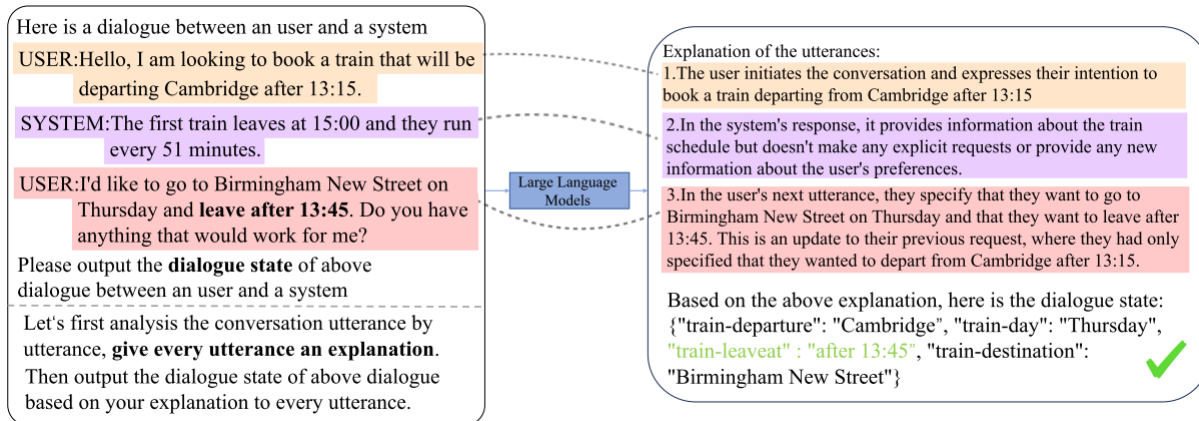 Here is a dialogue between an user and a system
USER:Hello, I am looking to book a train that will be
departing Cambridge after 13:15.
SYSTEM:The first train leaves at 15:00 and they run
every 51 minutes.
USER:I'd like to go to Birmingham New Street on
Thursday and leave after 13:45. Do you have
anything that would work for me?
Please output the dialogue state of above
dialogue between an user and a system
Let's first analysis the conversation utterance by
utterance, give every utterance an explanation.
Then output the dialogue state of above dialogue
based on your explanation to every utterance.
Large Language
Models
Explanation of the utterances:
1.The user initiates the conversation and expresses their intention to
book a train departing from Cambridge after 13:15
2.In the system's response, it provides information about the train
schedule but doesn't make any explicit requests or provide any new
information about the user's preferences.
3.In the user's next utterance, they specify that they want to go to
Birmingham New Street on Thursday and that they want to leave after
13:45. This is an update to their previous request, where they had only
specified that they wanted to depart from Cambridge after 13:15.
Based on the above explanation, here is the dialogue state:
{"train-departure": "Cambridge", "train-day": "Thursday",
"train-leaveat" : "after 13:45", "train-destination":
"Birmingham New Street"}